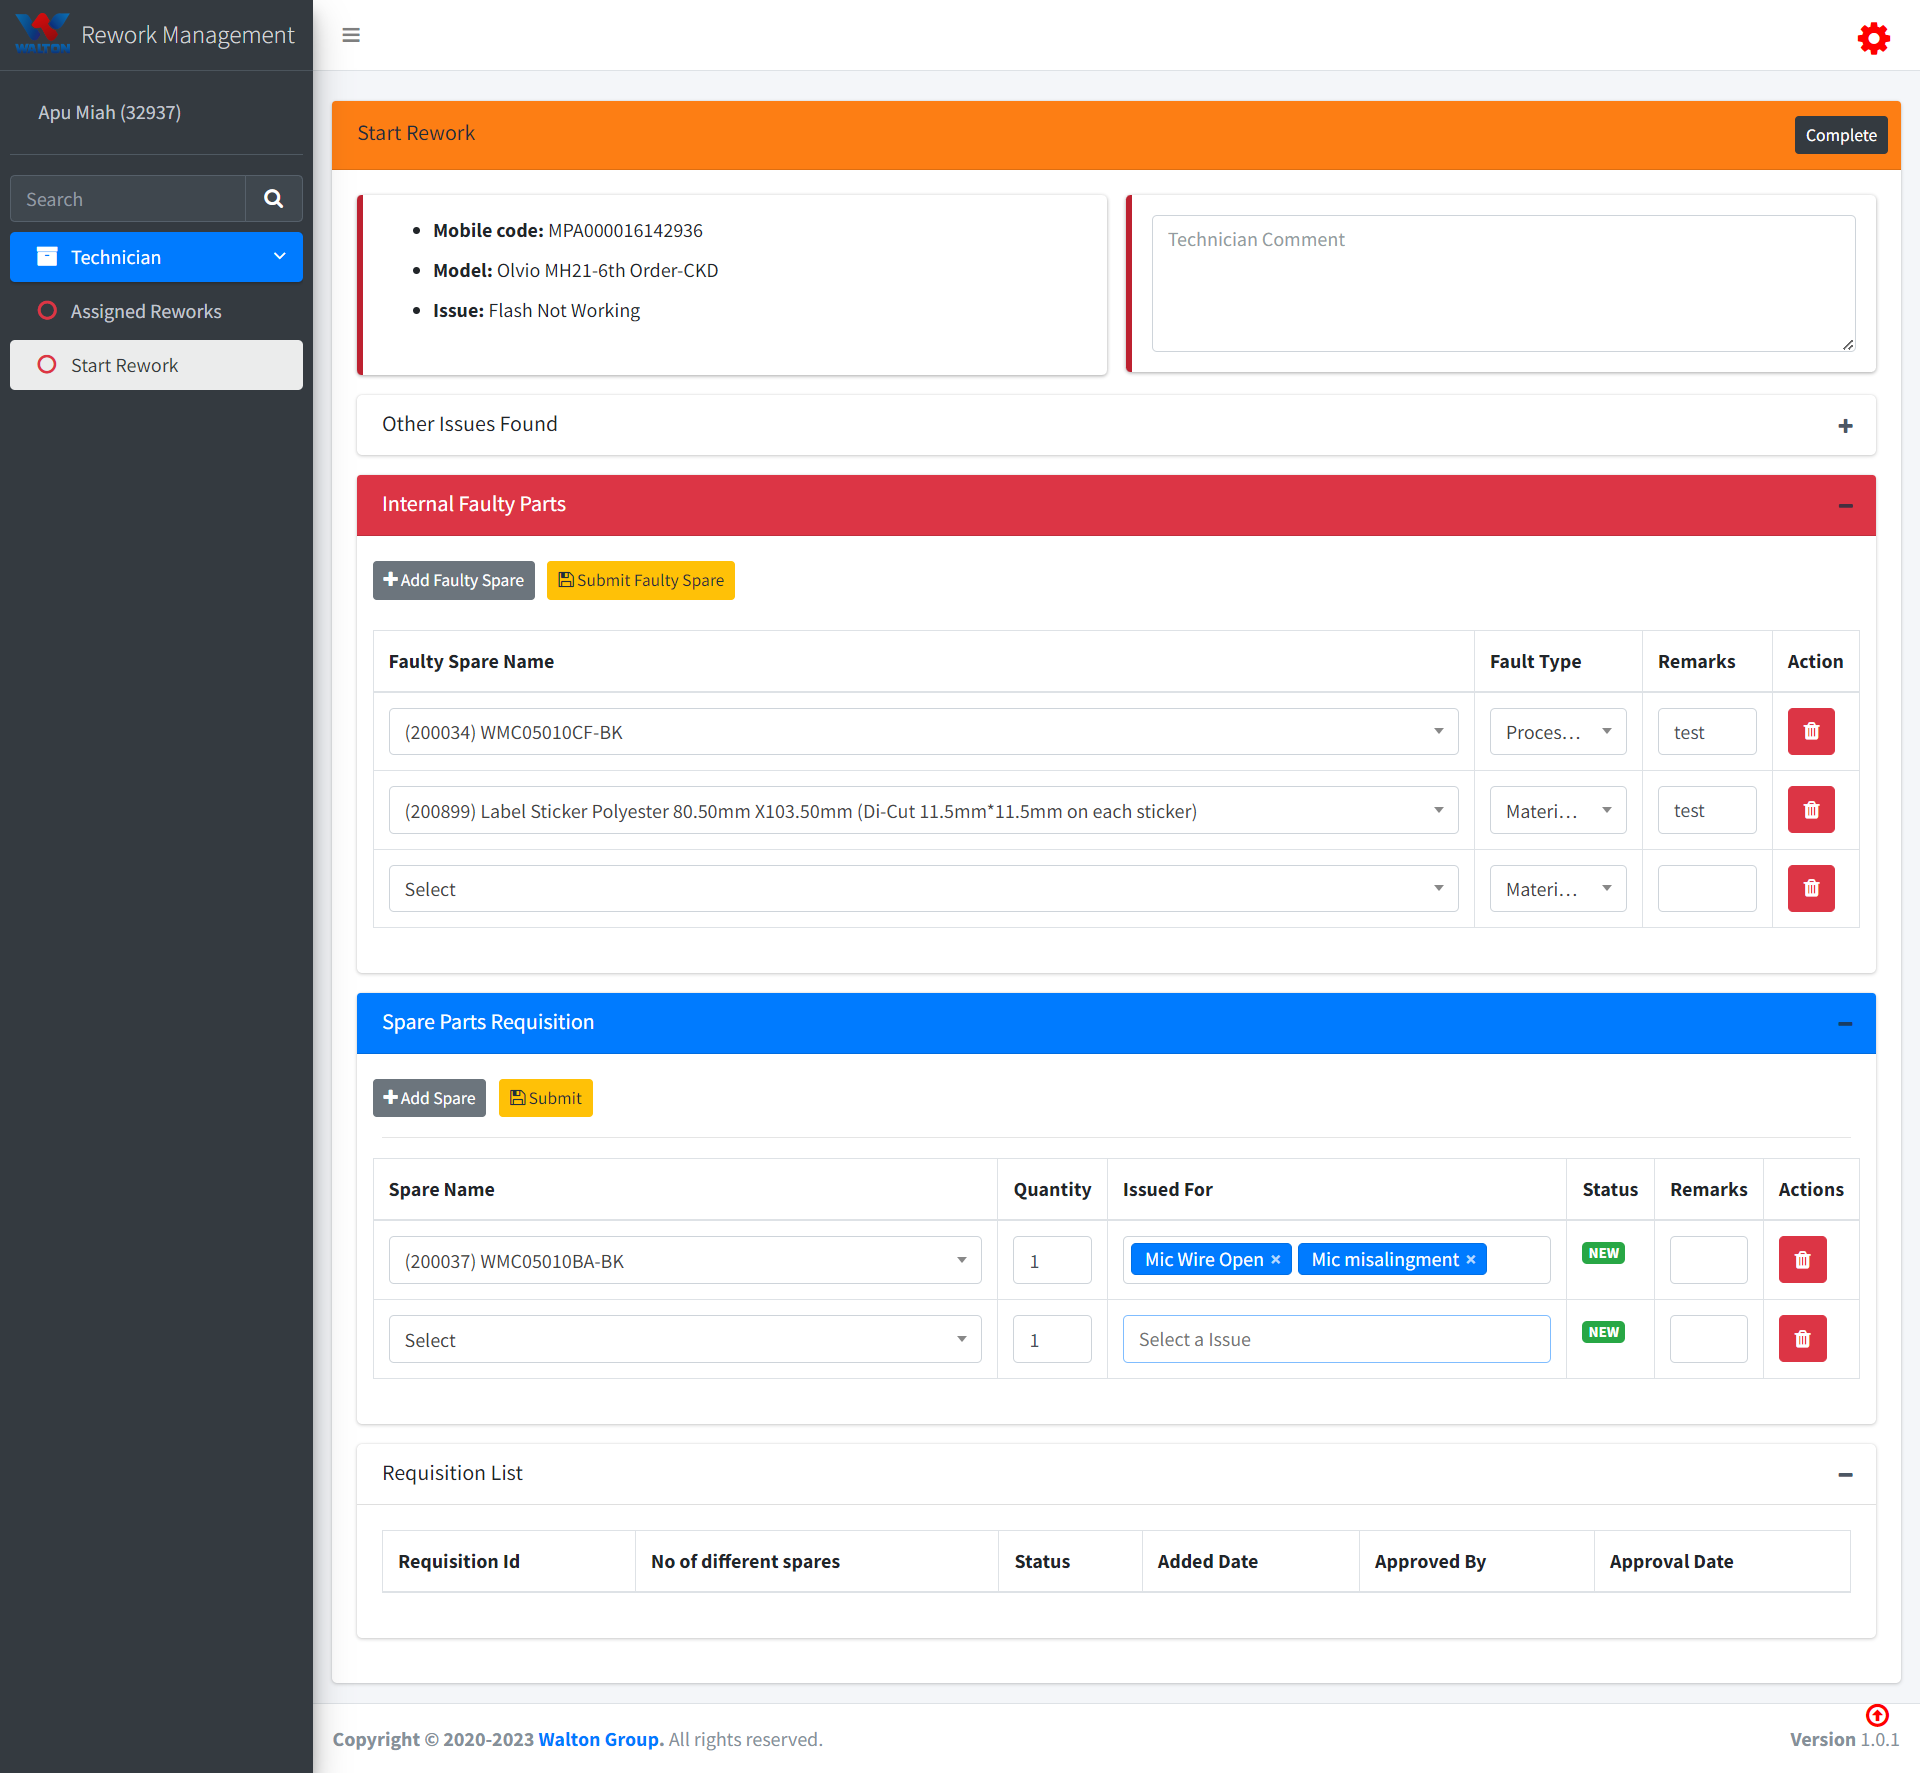 WALTON Rework Management
Apu Miah (32937)
Search
Technician
Assigned Reworks
Start Rework
Start Rework
Complete
Mobile code: MPA000016142936
Model: Olvio MH21-6th Order-CKD
Issue: Flash Not Working
Technician Comment
Other Issues Found
Internal Faulty Parts
Add Faulty Spare Submit Faulty Spare
Faulty Spare Name Fault Type Remarks Action
(200034) WMC05010CF-BK Proces... test
(200899) Label Sticker Polyester 80.50mm X103.50mm (Di-Cut 11.5mm*11.5mm on each sticker) Materi... test
Select Materi...
Spare Parts Requisition
Add Spare Submit
Spare Name Quantity Issued For Status Remarks Actions
(200037) WMC05010BA-BK 1 Mic Wire Open × Mic misalingment × NEW
Select 1 Select a Issue NEW
Requisition List
Requisition Id No of different spares Status Added Date Approved By Approval Date
Copyright © 2020-2023 Walton Group. All rights reserved.
Version 1.0.1